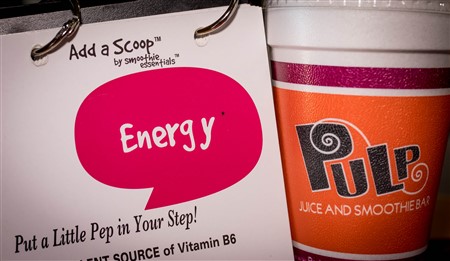 Add a Scoop™
by smoothie
essentials™
Energy*
Put a Little Pep in Your Step!
ENT SOURCE of Vitamin B6
PULP
JUICE AND SMOOTHIE BAR